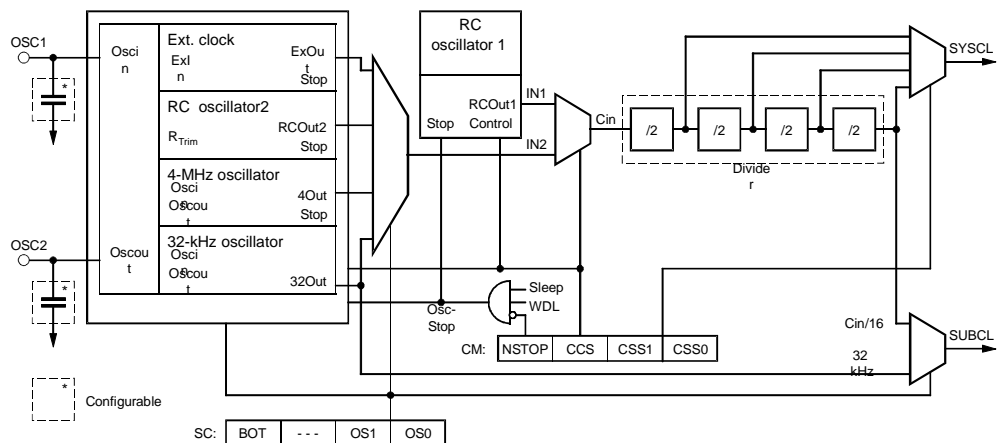 OSC1
*
Osci
n
Ext. clock
ExI
n
ExOu
t
Stop
RC oscillator2
RTrim
RCOut2
Stop
4-MHz oscillator
Osci
n
Oscou
t
4Out
Stop
32-kHz oscillator
Osci
n
Oscou
t
32Out
OSC2
Oscou
t
*
RC
oscillator 1
RCOut1
Stop
Control
IN1
IN2
Cin
/2
/2
/2
/2
Divide
r
SYSCL
Sleep
WDL
Osc-
Stop
CM:
NSTOP
CCS
CSS1
CSS0
Cin/16
32
kHz
SUBCL
*
Configurable
SC:
BOT
- - -
OS1
OS0